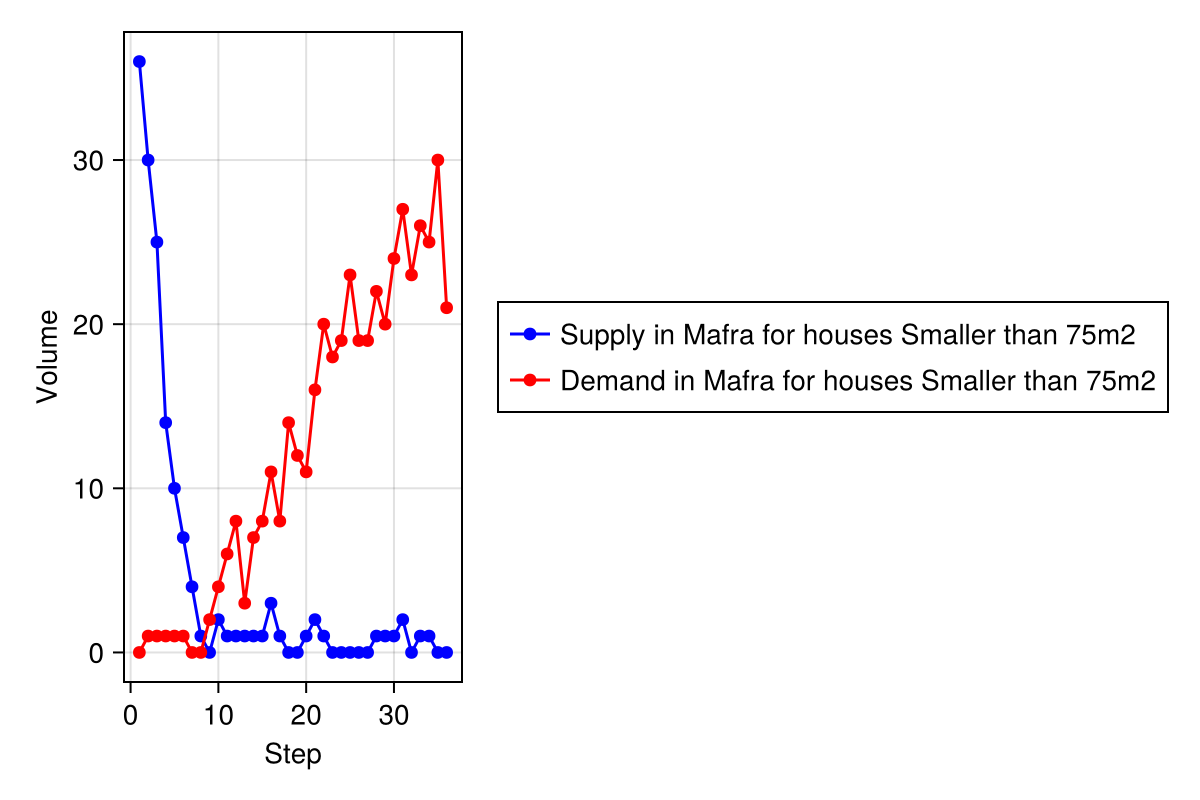 30
20
10
0
Volume
0 10 20 30
Step
Supply in Mafra for houses Smaller than 75m2
Demand in Mafra for houses Smaller than 75m2